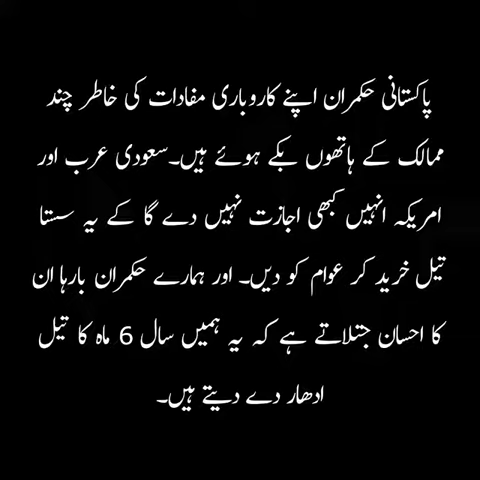 پاکستانی حکمران اپنے کاروباری مفادات کی خاطر چند
ممالک کے ہاتھوں بکے ہوئے ہیں۔سعودی عرب اور
امریکہ انہیں کبھی اجازت نہیں دے گا کے یہ سستا
تیل خرید کر عوام کو دیں۔ اور ہمارے حکمران بارہا ان
کا احسان جتلاتے ہے کہ یہ ہمیں سال 6 ماہ کا تیل
ادھار دے دیتے ہیں۔